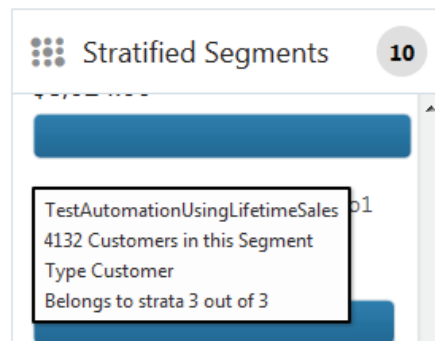 Stratified Segments 10
TestAutomationUsingLifetimeSales
4132 Customers in this Segment
Type Customer
Belongs to strata 3 out of 3